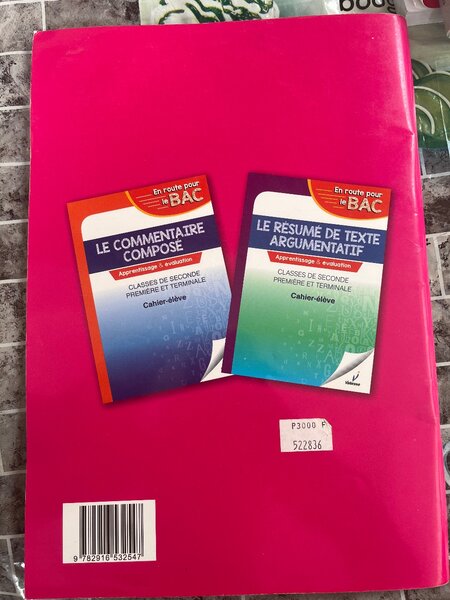 En route pour
le BAC
LE COMMENTAIRE
COMPOSÉ
Apprentissage & évaluation
CLASSES DE SECONDE
PREMIÈRE ET TERMINALE
Cahier-élève
En route pour
le BAC
LE RÉSUMÉ DE TEXTE
ARGUMENTATIF
Apprentissage & évaluation
CLASSES DE SECONDE
PREMIÈRE ET TERMINALE
Cahier-élève
P3000 F
522836
9 782916 532547